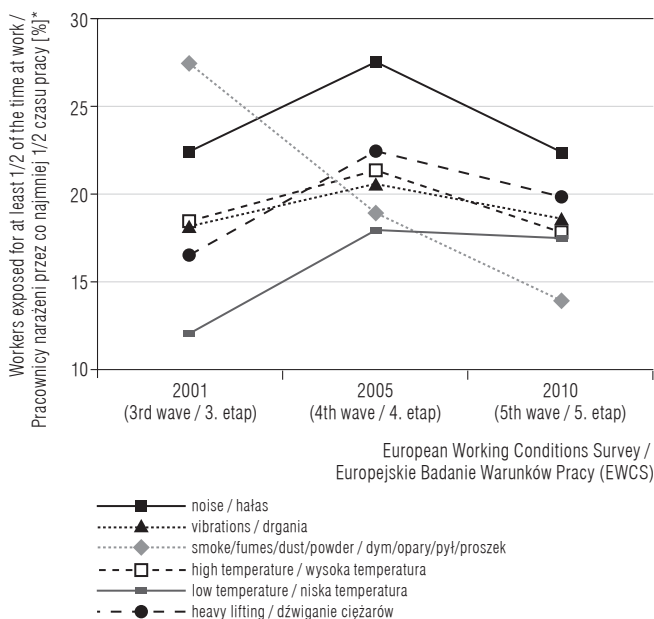 Workers exposed for at least 1/2 of the time at work /
Pracownicy narażeni przez co najmniej 1/2 czasu pracy [%]*
30
25
20
15
10
2001
(3rd wave / 3. etap)
2005
(4th wave / 4. etap)
2010
(5th wave / 5. etap)
European Working Conditions Survey /
Europejskie Badanie Warunków Pracy (EWCS)
noise / hałas
vibrations / drgania
smoke/fumes/dust/powder / dym/opary/pył/proszek
high temperature / wysoka temperatura
low temperature / niska temperatura
heavy lifting / dźwiganie ciężarów